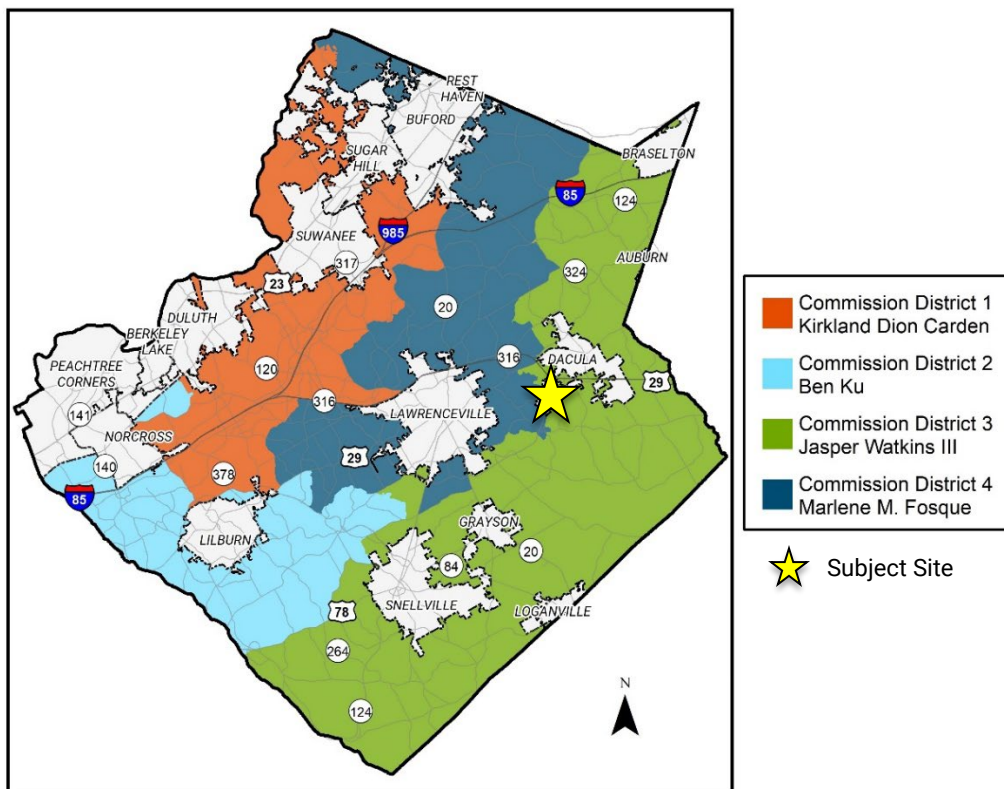 REST
HAVEN
BUFORD
BRASELTON
SUGAR
HILL
85
124
SUWANEE
985
317
AUBURN
324
23
20
DULUTH
BERKELEY
LAKE
PEACHTREE
CORNERS
120
316
DACULA
29
316
141
LAWRENCEVILLE
NORCROSS
29
140
378
85
GRAYSON
LILBURN
20
84
SNELLVILLE
78
LOGANVILLE
264
124
N
Commission District 1
Kirkland Dion Carden
Commission District 2
Ben Ku
Commission District 3
Jasper Watkins III
Commission District 4
Marlene M. Fosque
Subject Site